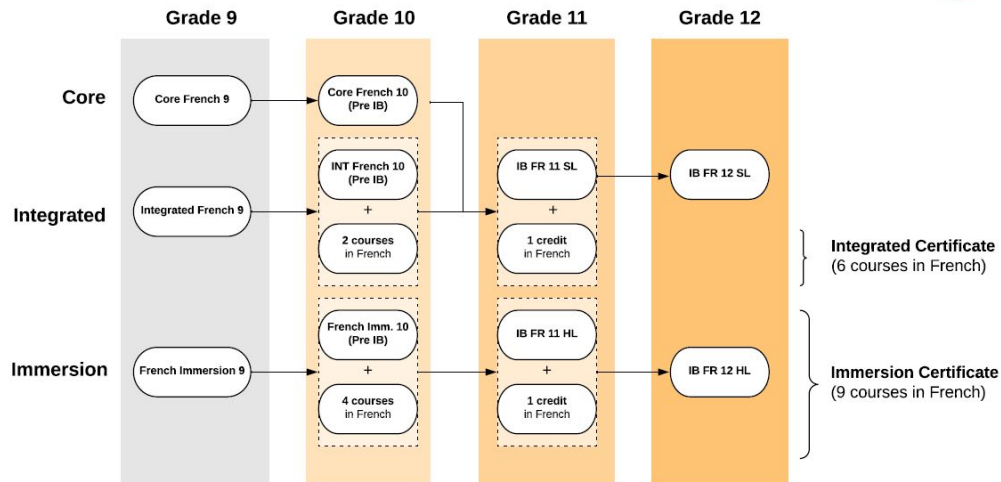 Grade 9
Grade 10
Grade 11
Grade 12
Core
Core French 9
Core French 10
(Pre IB)
Integrated
Integrated French 9
INT French 10
(Pre IB)
+
2 courses
in French
IB FR 11 SL
+
1 credit
in French
IB FR 12 SL
Integrated Certificate
(6 courses in French)
Immersion
French Immersion 9
French Imm. 10
(Pre IB)
+
4 courses
in French
IB FR 11 HL
+
1 credit
in French
IB FR 12 HL
Immersion Certificate
(9 courses in French)